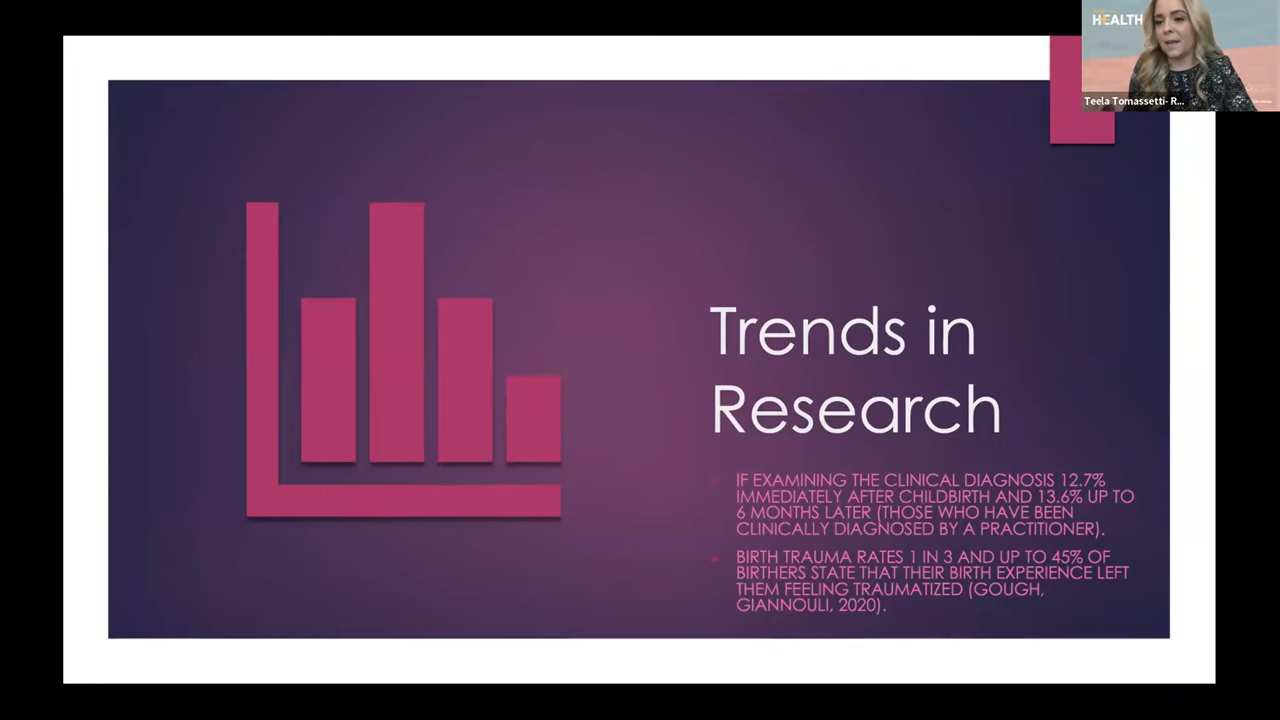 HEALTH
Teela Tomassetti- R...
Trends in
Research
IF EXAMINING THE CLINICAL DIAGNOSIS 12.7%
IMMEDIATELY AFTER CHILDBIRTH AND 13.6% UP TO
6 MONTHS LATER (THOSE WHO HAVE BEEN
CLINICALLY DIAGNOSED BY A PRACTITIONER).
BIRTH TRAUMA RATES 1 IN 3 AND UP TO 45% OF
BIRTHERS STATE THAT THEIR BIRTH EXPERIENCE LEFT
THEM FEELING TRAUMATIZED (GOUGH,
GIANNOULI, 2020).